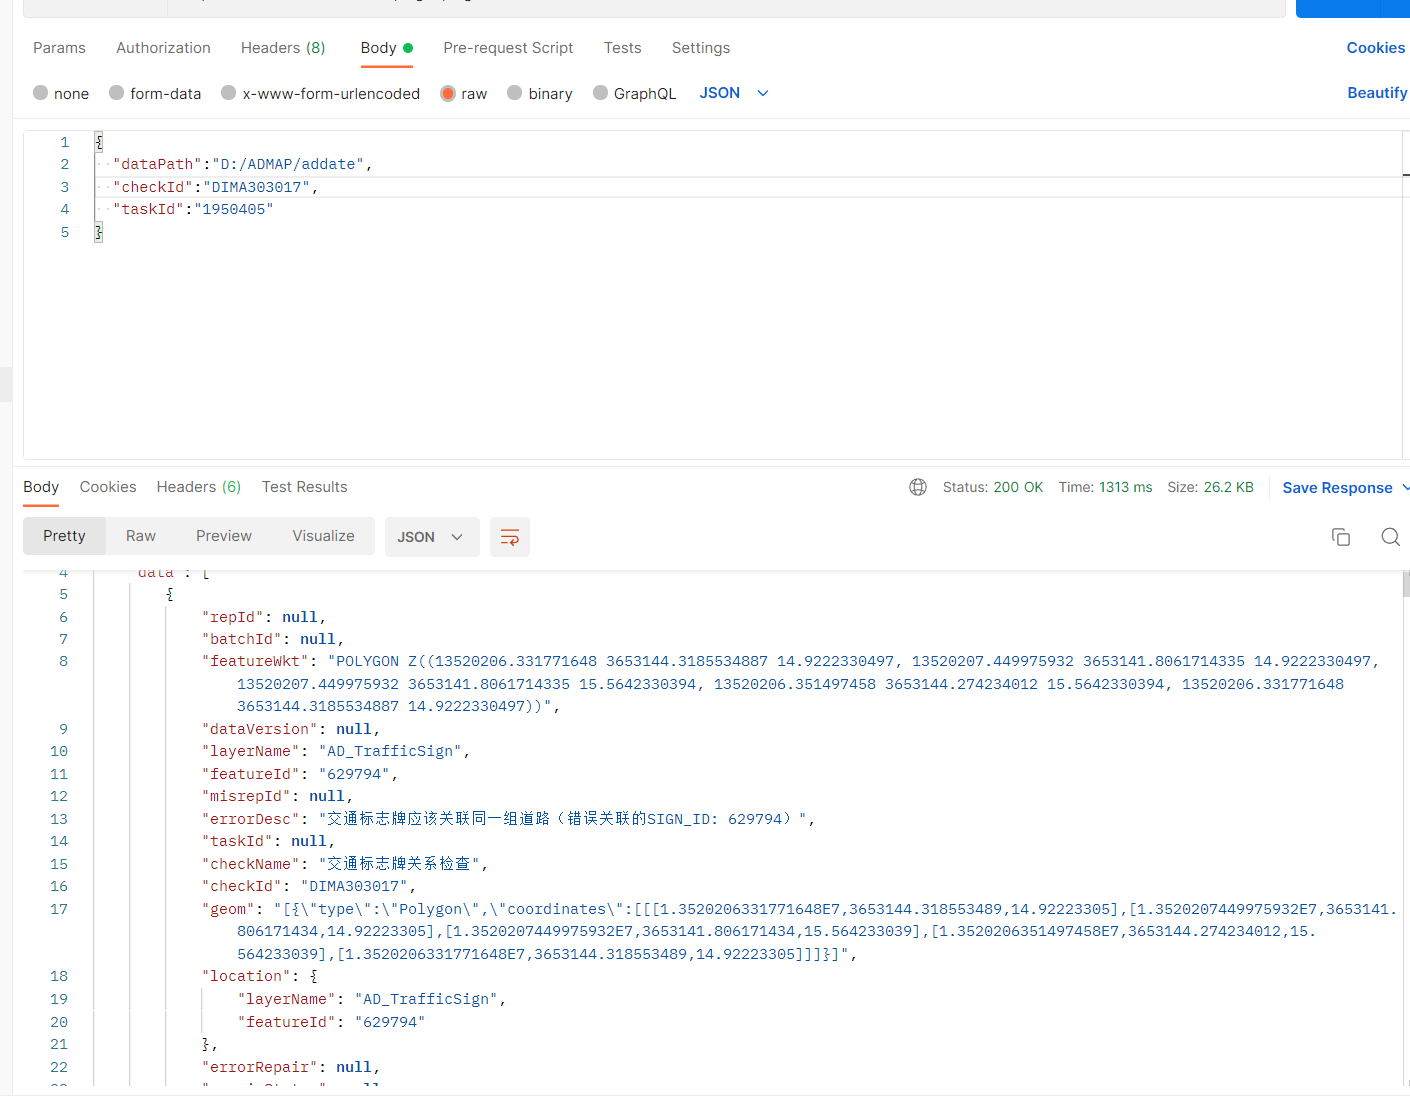 Params Authorization Headers (8) Body Pre-request Script Tests Settings Cookies
none form-data x-www-form-urlencoded raw binary GraphQL JSON Beautify
1 {
2 "dataPath":"D:/ADMAP/addate",
3 "checkId":"DIMA303017",
4 "taskId":"1950405"
5 }
Body Cookies Headers (6) Test Results Status: 200 OK Time: 1313 ms Size: 26.2 KB Save Response
Pretty Raw Preview Visualize JSON
4 data : [
5 {
6 "repId": null,
7 "batchId": null,
8 "featureWkt": "POLYGON Z((13520206.331771648 3653144.3185534887 14.9222330497, 13520207.449975932 3653141.8061714335 14.9222330497,
13520207.449975932 3653141.8061714335 15.5642330394, 13520206.351497458 3653144.274234012 15.5642330394, 13520206.331771648
3653144.3185534887 14.9222330497))",
9 "dataVersion": null,
10 "layerName": "AD_TrafficSign",
11 "featureId": "629794",
12 "misrepId": null,
13 "errorDesc": "交通标志牌应该关联同一组道路（错误关联的SIGN_ID: 629794）",
14 "taskId": null,
15 "checkName": "交通标志牌关系检查",
16 "checkId": "DIMA303017",
17 "geom": "[{\"type\":\"Polygon\",\"coordinates\":[[[1.3520206331771648E7,3653144.318553489,14.92223305],[1.3520207449975932E7,3653141.
806171434,14.92223305],[1.3520207449975932E7,3653141.806171434,15.564233039],[1.3520206351497458E7,3653144.274234012,15.
564233039],[1.3520206331771648E7,3653144.318553489,14.92223305]]]}]",
18 "location": {
19 "layerName": "AD_TrafficSign",
20 "featureId": "629794"
21 },
22 "errorRepair": null,